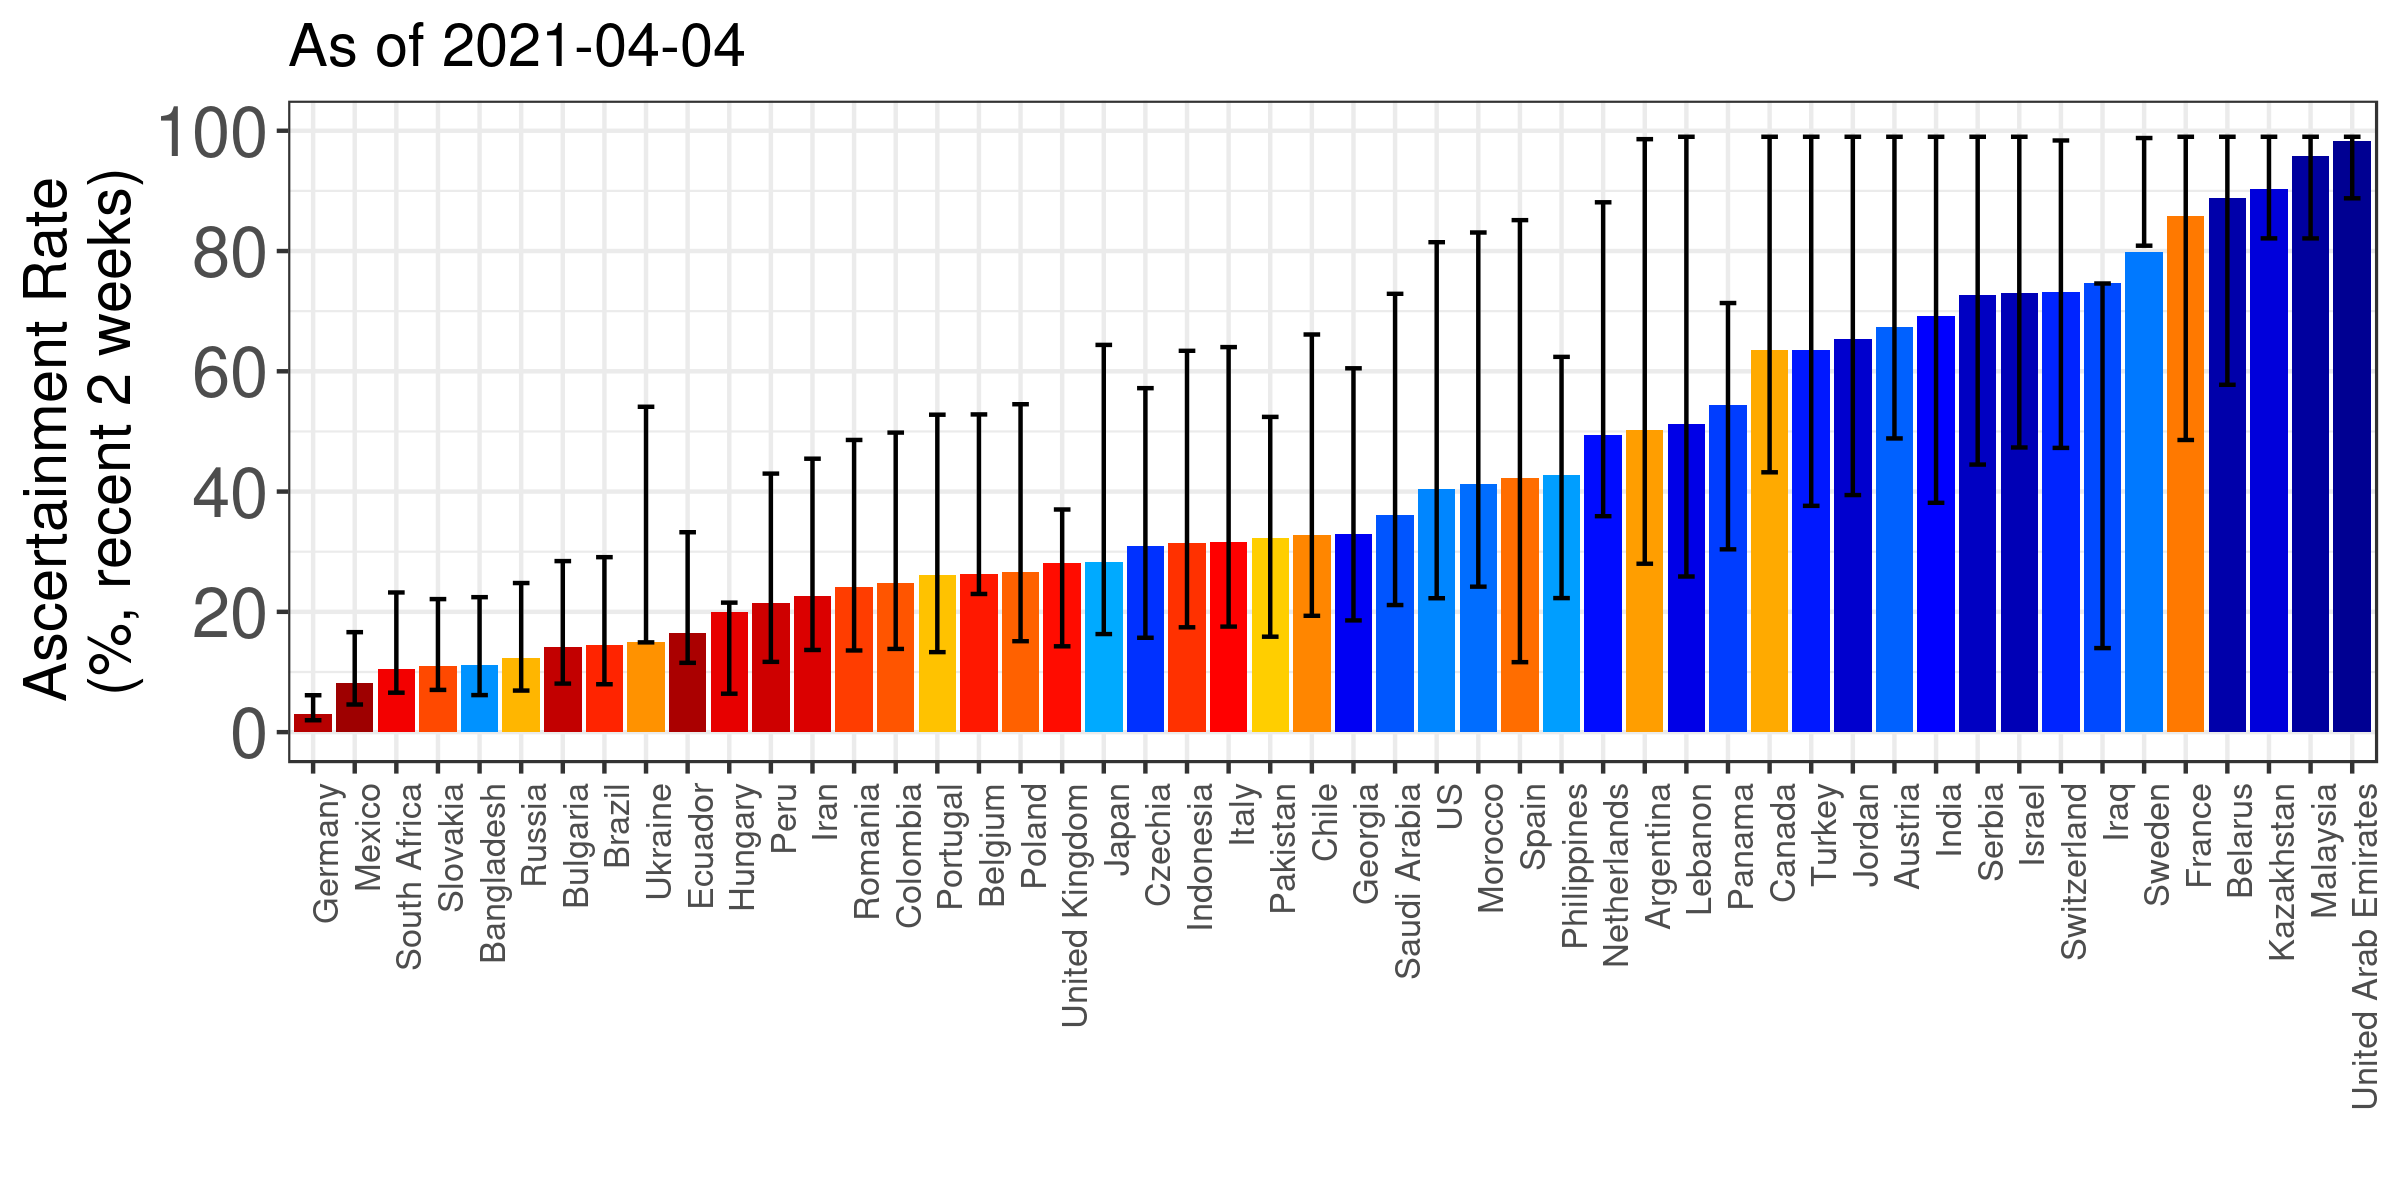 As of 2021-04-04
Ascertainment Rate
(%, recent 2 weeks)
100
80
60
40
20
0
Germany
Mexico
South Africa
Slovakia
Bangladesh
Russia
Bulgaria
Brazil
Ukraine
Ecuador
Hungary
Peru
Iran
Romania
Colombia
Portugal
Belgium
Poland
United Kingdom
Japan
Czechia
Indonesia
Italy
Pakistan
Chile
Georgia
Saudi Arabia
US
Morocco
Spain
Philippines
Netherlands
Argentina
Lebanon
Panama
Canada
Turkey
Jordan
Austria
India
Serbia
Israel
Switzerland
Iraq
Sweden
France
Belarus
Kazakhstan
Malaysia
United Arab Emirates